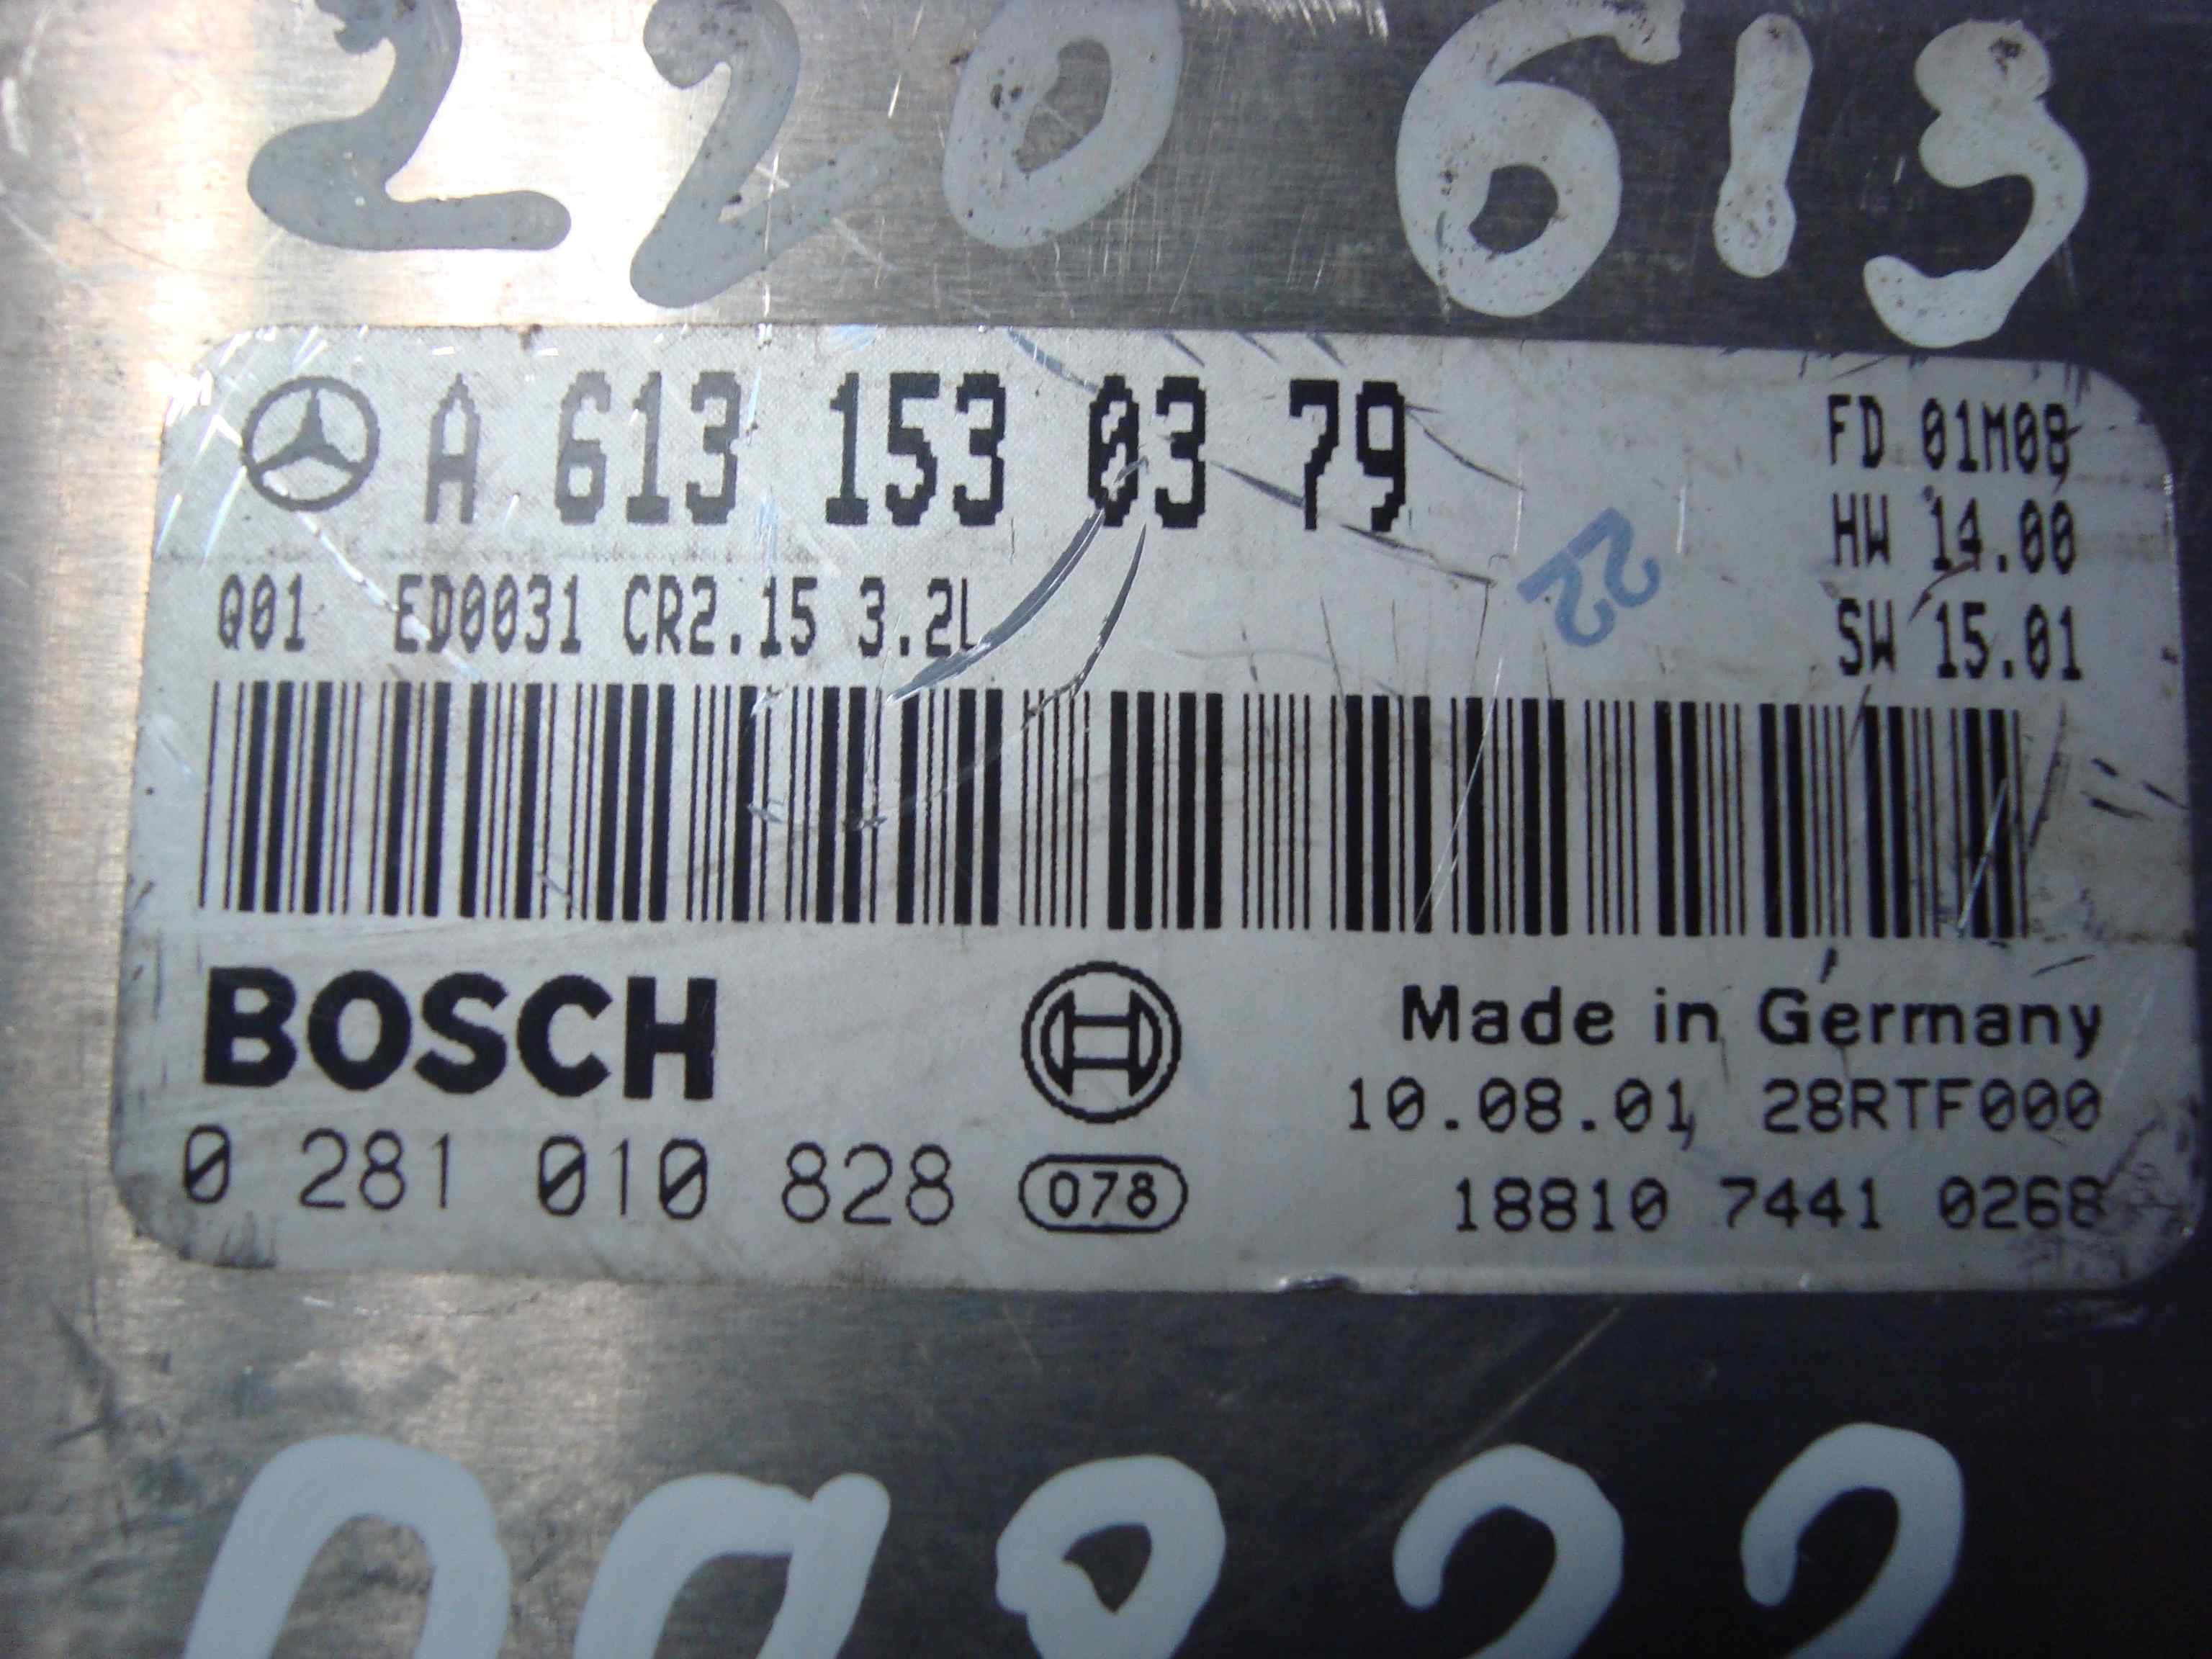 220 613
A 613 153 03 79
FD 01M08
Q01 ED0031 CR2.15 3.2L
22
HW 14.00
SW 15.01
BOSCH
Made in Germany
10.08.01 28RTF000
0 281 010 828
078
18810 7441 0268